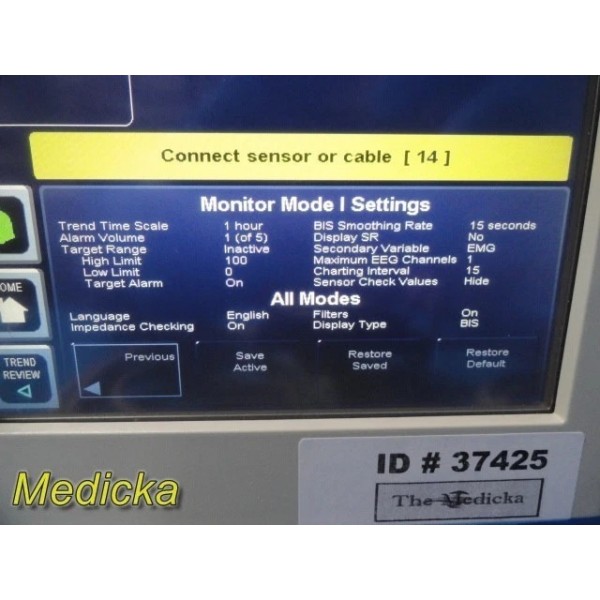 Connect sensor or cable [ 14 ]
Monitor Mode I Settings
Trend Time Scale 1 hour BIS Smoothing Rate 15 seconds
Alarm Volume 1 (of 5) Display SR No
Target Range Inactive Secondary Variable EMG
High Limit 100 Maximum EEG Channels 1
Low Limit 0 Charting Interval 15
Target Alarm On Sensor Check Values Hide
All Modes
Language English Filters On
Impedance Checking On Display Type BIS
OME
TREND
REVIEW
Previous
Save
Active
Restore
Saved
Restore
Default
ID # 37425
The Medicka
Medicka